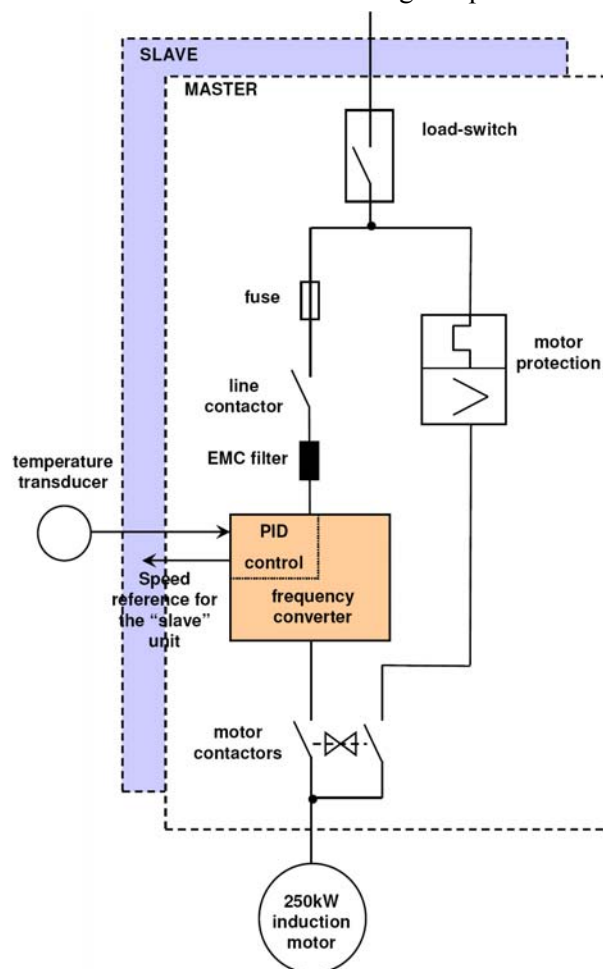 SLAVE
MASTER
load-switch
fuse
motor
protection
line
contactor
EMC filter
temperature
transducer
PID
control
Speed
reference for
the “slave”
unit
frequency
converter
motor
contactors
250kW
induction
motor